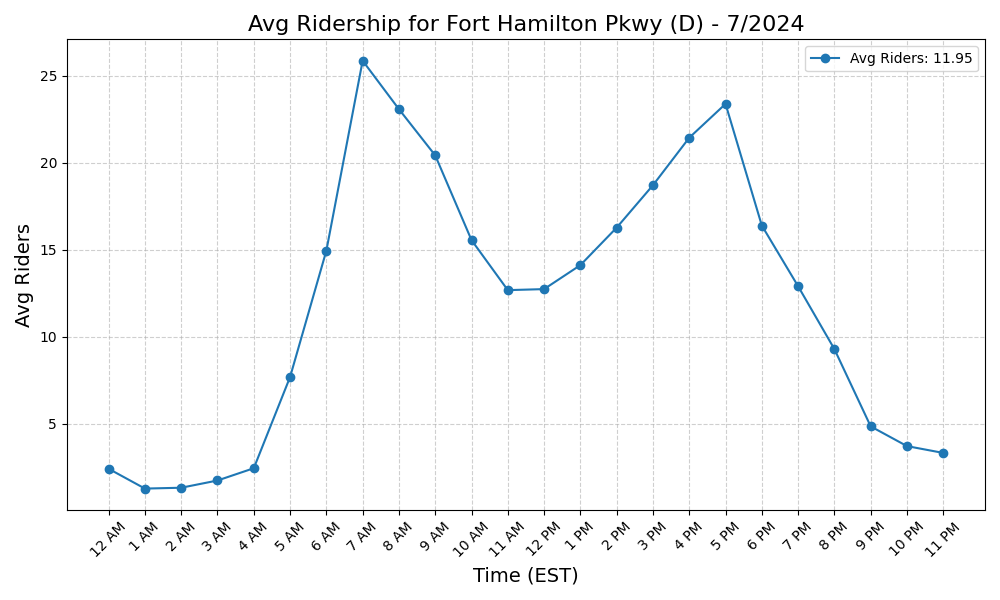 Avg Ridership for Fort Hamilton Pkwy (D) - 7/2024
Avg Riders: 11.95
Avg Riders
25
20
15
10
5
12 AM
1 AM
2 AM
3 AM
4 AM
5 AM
6 AM
7 AM
8 AM
9 AM
10 AM
11 AM
12 PM
1 PM
2 PM
3 PM
4 PM
5 PM
6 PM
7 PM
8 PM
9 PM
10 PM
11 PM
Time (EST)